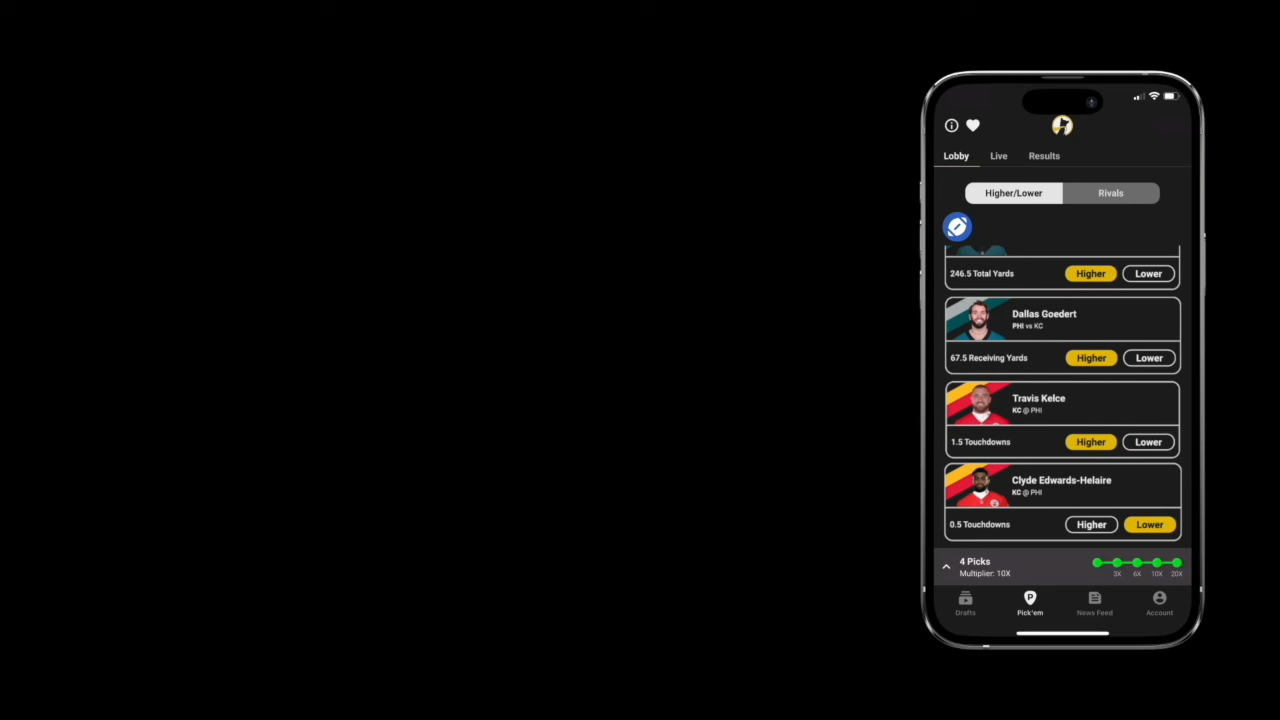 Lobby Live Results
Higher/Lower Rivals
246.5 Total Yards Higher Lower
Dallas Goedert
PHI vs KC
67.5 Receiving Yards Higher Lower
Travis Kelce
KC @ PHI
1.5 Touchdowns Higher Lower
Clyde Edwards-Helaire
KC @ PHI
0.5 Touchdowns Higher Lower
4 Picks
Multiplier: 10X 3X 6X 10X 20X
Drafts Pick'em News Feed Account